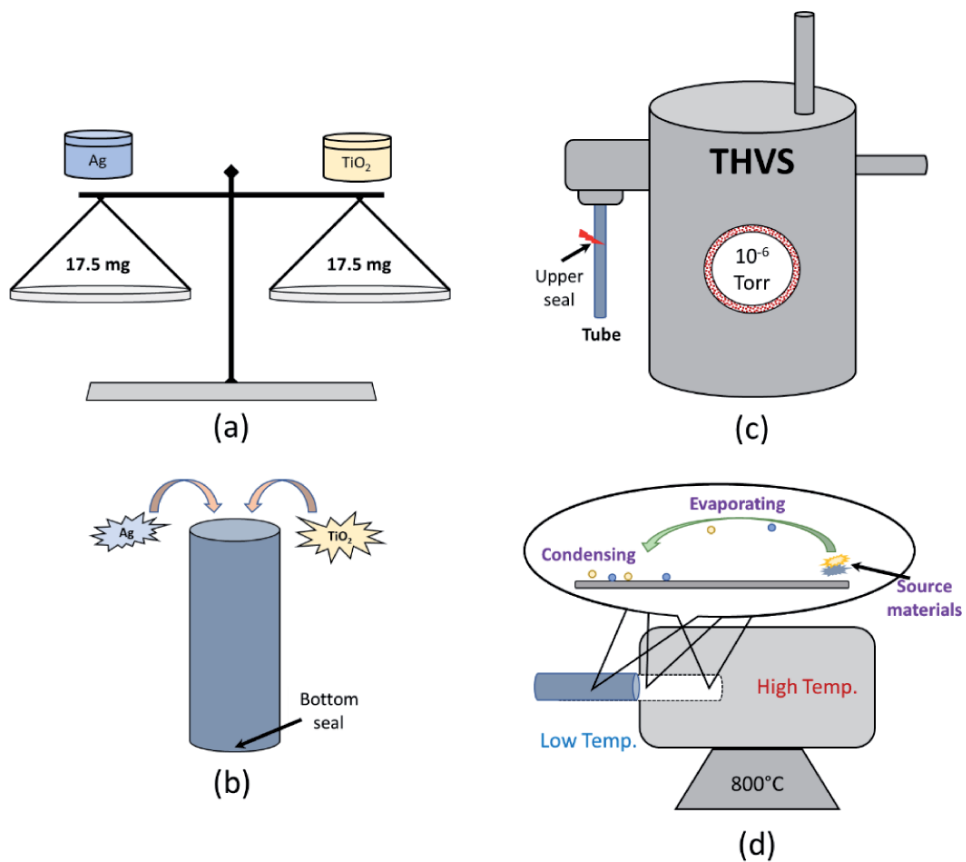 Ag
TiO₂
17.5 mg
17.5 mg
(a)
THVS
10⁻⁶
Torr
Upper
seal
Tube
(c)
Ag
TiO₂
Bottom
seal
(b)
Evaporating
Condensing
Source
materials
High Temp.
Low Temp.
800°C
(d)